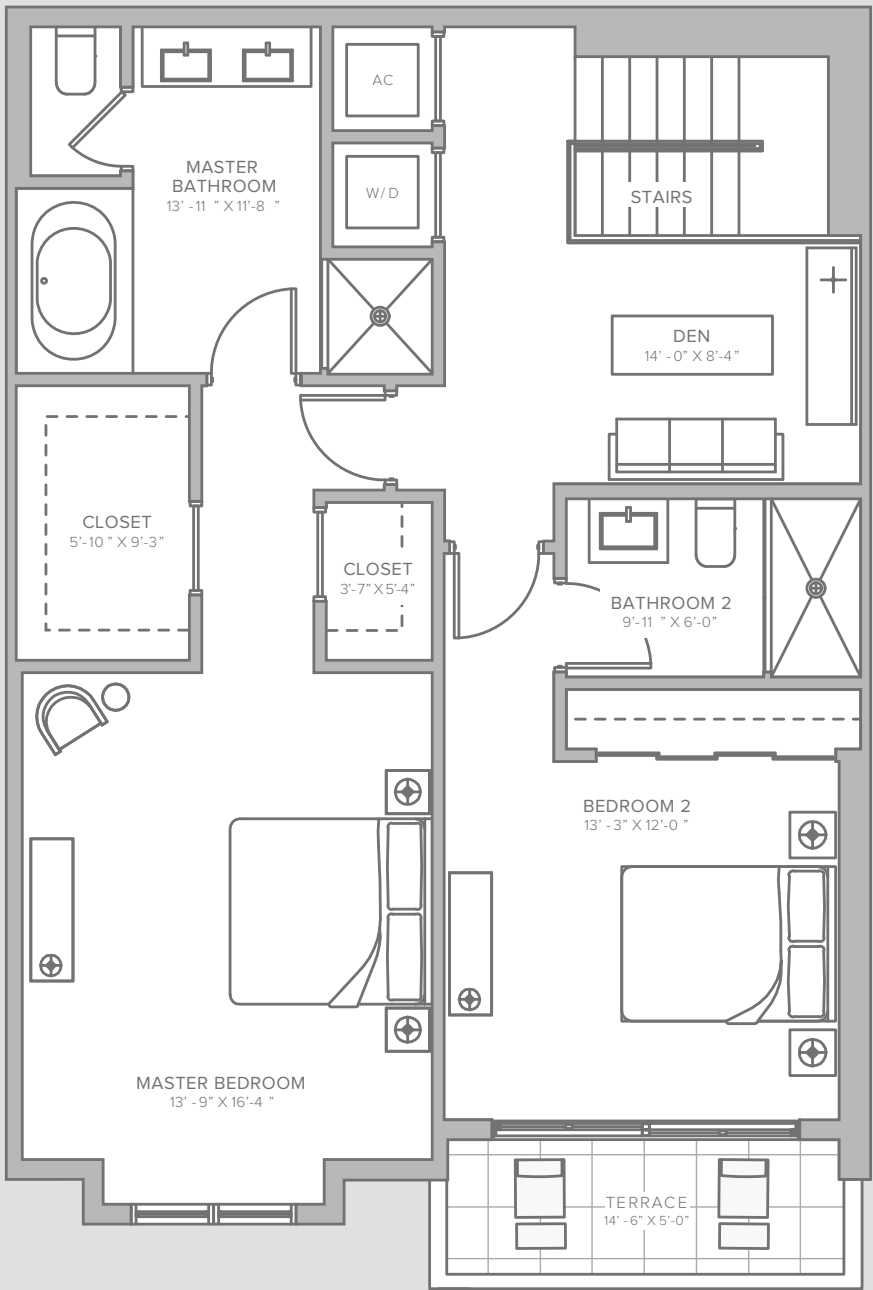 AC
MASTER
BATHROOM
13' - 11 " X 11'-8 "
W/D
STAIRS
DEN
14' - 0" X 8'-4"
CLOSET
5'- 10 " X 9'-3"
CLOSET
3'-7" X 5'-4"
BATHROOM 2
9'- 11 " X 6'-0"
BEDROOM 2
13' - 3" X 12'-0 "
MASTER BEDROOM
13' - 9" X 16'-4 "
TERRACE
14' - 6" X 5'-0"